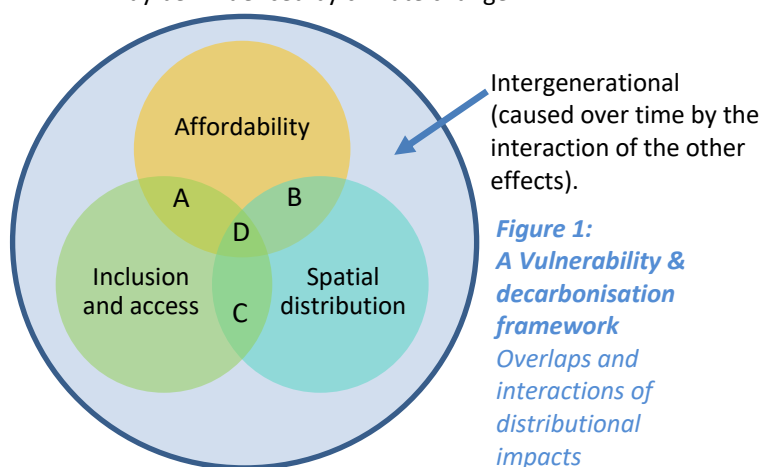 Affordability
A
B
D
Inclusion
and access
Spatial
distribution
C
Intergenerational
(caused over time by the
interaction of the other
effects).
Figure 1:
A Vulnerability &
decarbonisation
framework
Overlaps and
interactions of
distributional
impacts